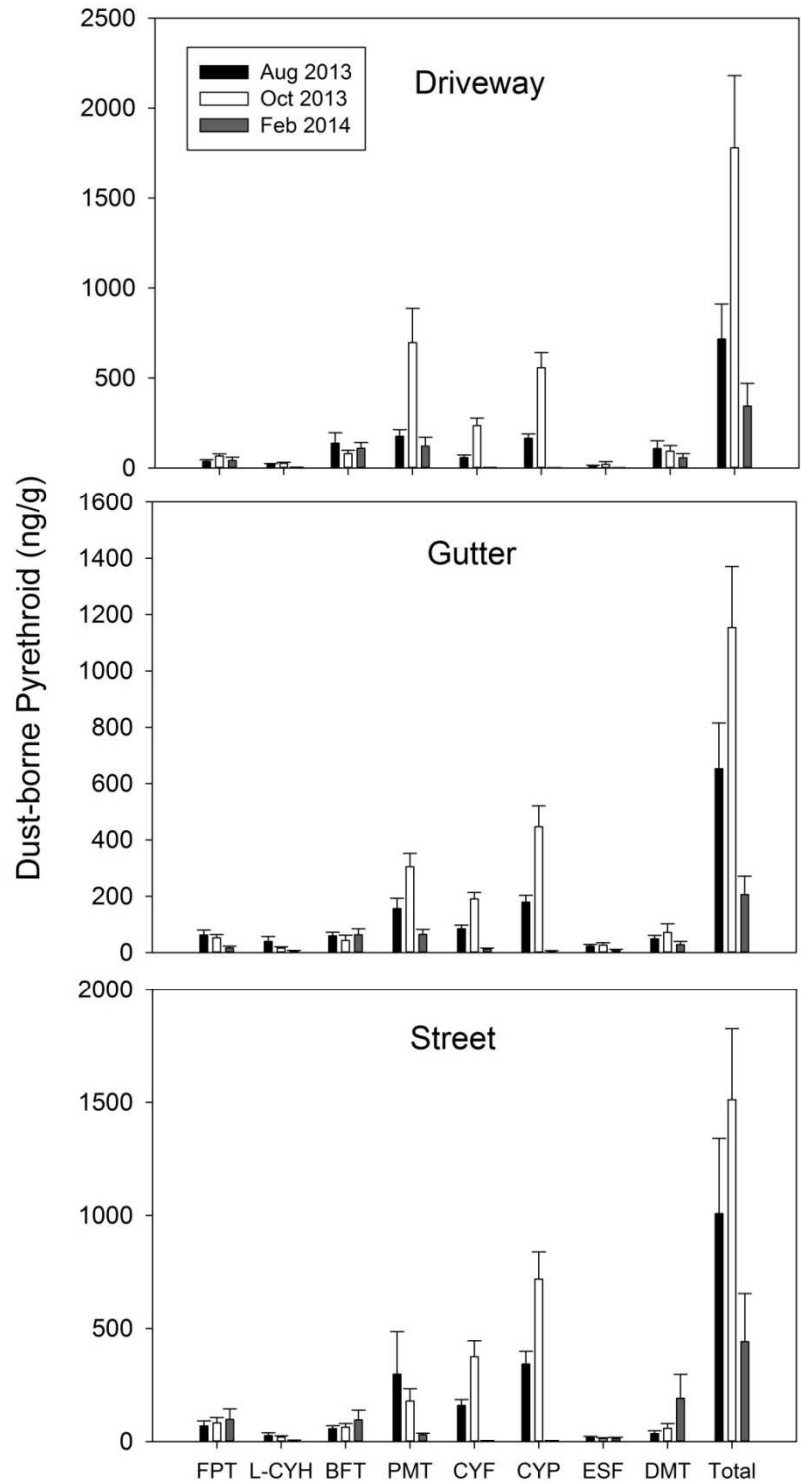 Dust-borne Pyrethroid (ng/g)
Driveway
Aug 2013
Oct 2013
Feb 2014
2500
2000
1500
1000
500
0
Gutter
1600
1400
1200
1000
800
600
400
200
0
Street
2000
1500
1000
500
0
FPT L-CYH BFT PMT CYF CYP ESF DMT Total